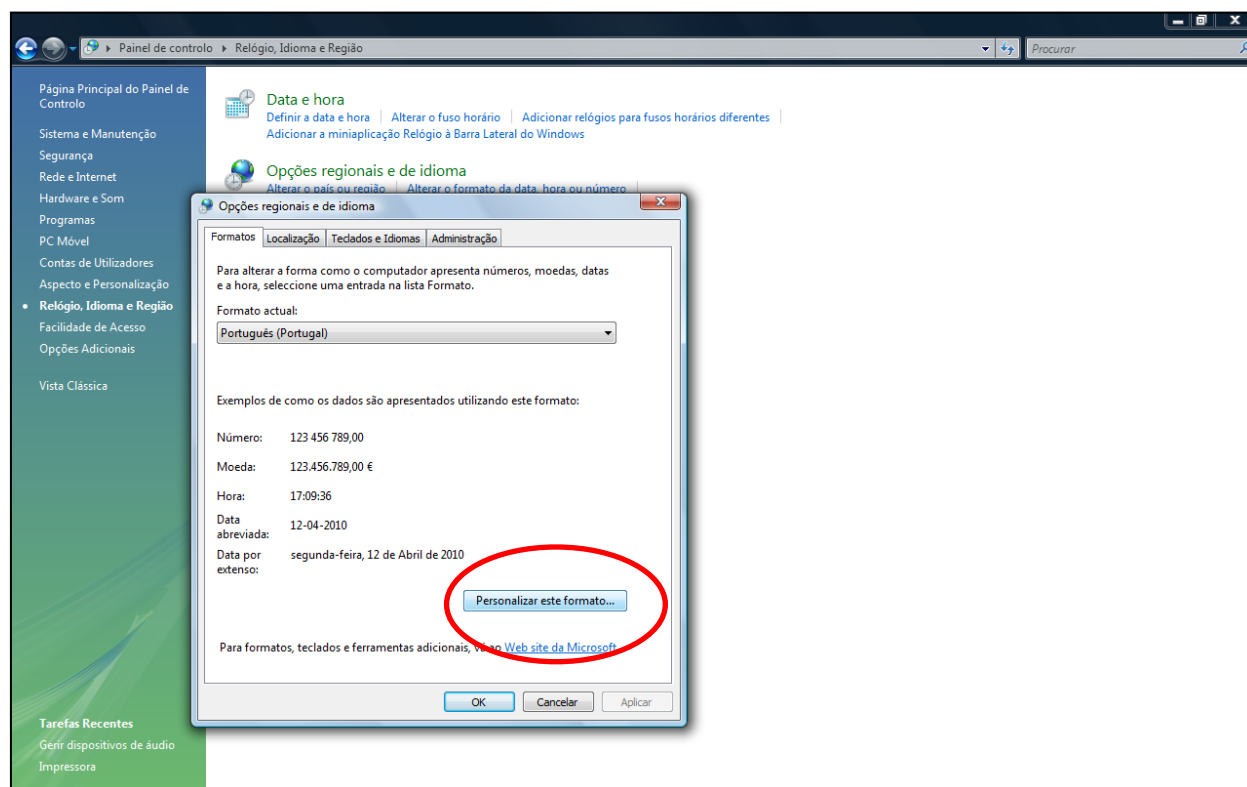 Painel de controlo ▸ Relógio, Idioma e Região
Procurar
Página Principal do Painel de
Controlo
Sistema e Manutenção
Segurança
Rede e Internet
Hardware e Som
Programas
PC Móvel
Contas de Utilizadores
Aspecto e Personalização
Relógio, Idioma e Região
Facilidade de Acesso
Opções Adicionais
Vista Clássica
Tarefas Recentes
Gerir dispositivos de áudio
Impressora
Data e hora
Definir a data e hora | Alterar o fuso horário | Adicionar relógios para fusos horários diferentes
Adicionar a miniaplicação Relógio à Barra Lateral do Windows
Opções regionais e de idioma
Alterar o país ou região | Alterar o formato da data, hora ou número
Opções regionais e de idioma
Formatos Localização Teclados e Idiomas Administração
Para alterar a forma como o computador apresenta números, moedas, datas
e a hora, seleccione uma entrada na lista Formato.
Formato actual:
Português (Portugal)
Exemplos de como os dados são apresentados utilizando este formato:
Número: 123 456 789,00
Moeda: 123.456.789,00 €
Hora: 17:09:36
Data
abreviada: 12-04-2010
Data por
extenso: segunda-feira, 12 de Abril de 2010
Personalizar este formato...
Para formatos, teclados e ferramentas adicionais, vá ao Web site da Microsoft
OK Cancelar Aplicar